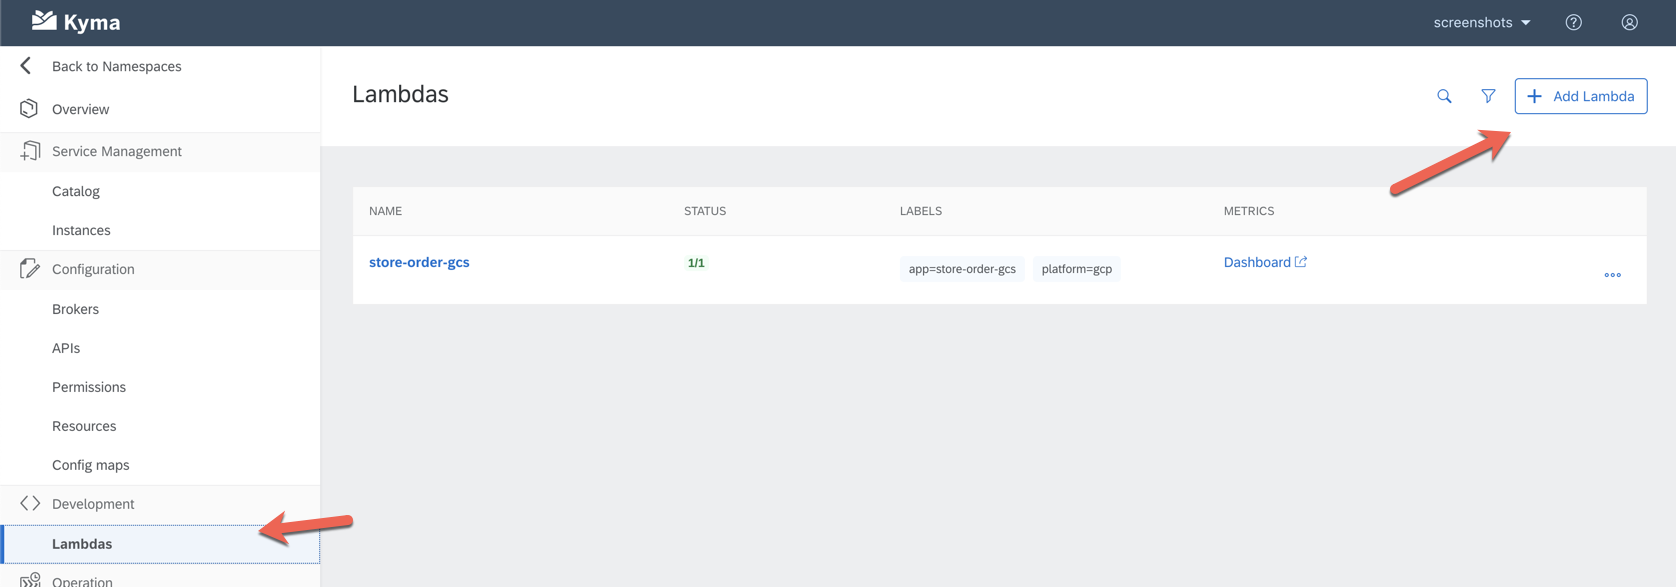 Kyma
screenshots
Back to Namespaces
Overview
Service Management
Catalog
Instances
Configuration
Brokers
APIs
Permissions
Resources
Config maps
Development
Lambdas
Operation
Lambdas
Add Lambda
NAME STATUS LABELS METRICS
store-order-gcs 1/1 app=store-order-gcs platform=gcp Dashboard